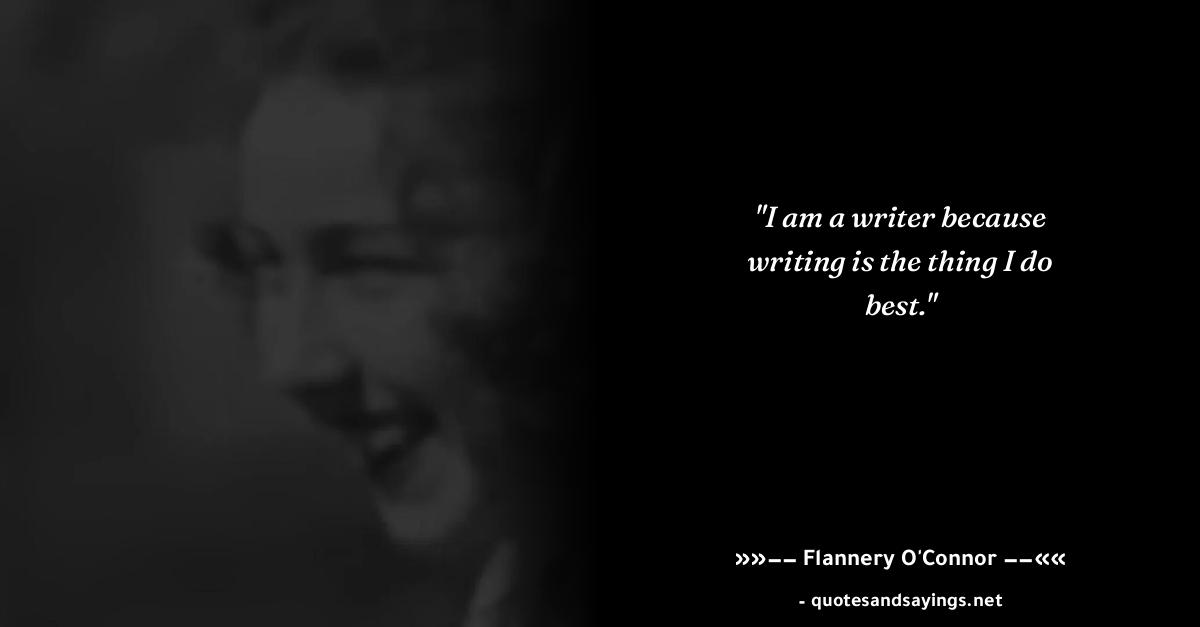 "I am a writer because
writing is the thing I do
best."
»»−− Flannery O'Connor −−««
- quotesandsayings.net